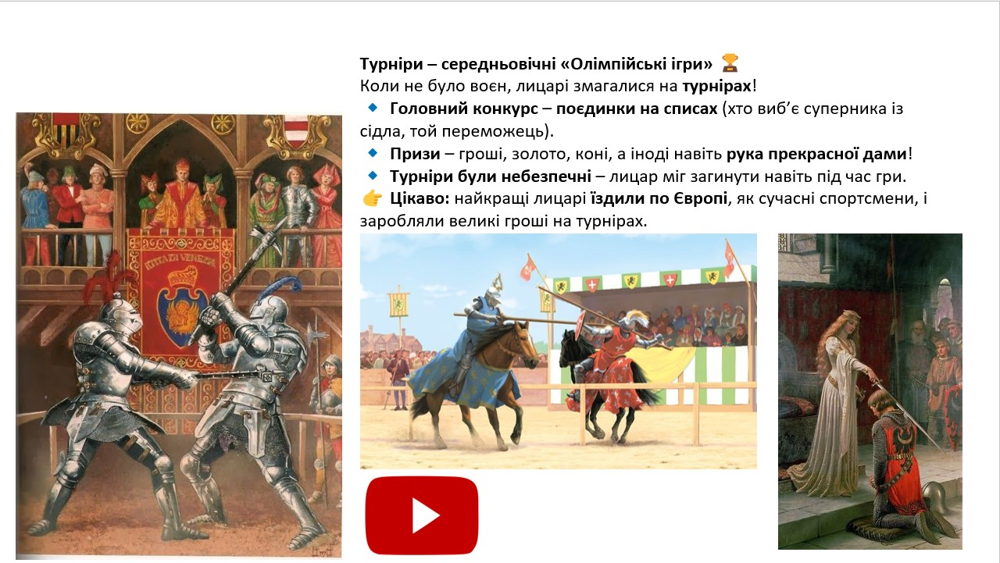 Турніри – середньовічні «Олімпійські ігри» 🏆
Коли не було воєн, лицарі змагалися на турнірах!
🔹 Головний конкурс – поєдинки на списах (хто виб’є суперника із
сідла, той переможець).
🔹 Призи – гроші, золото, коні, а іноді навіть рука прекрасної дами!
🔹 Турніри були небезпечні – лицар міг загинути навіть під час гри.
👉 Цікаво: найкращі лицарі їздили по Європі, як сучасні спортсмени, і
заробляли великі гроші на турнірах.